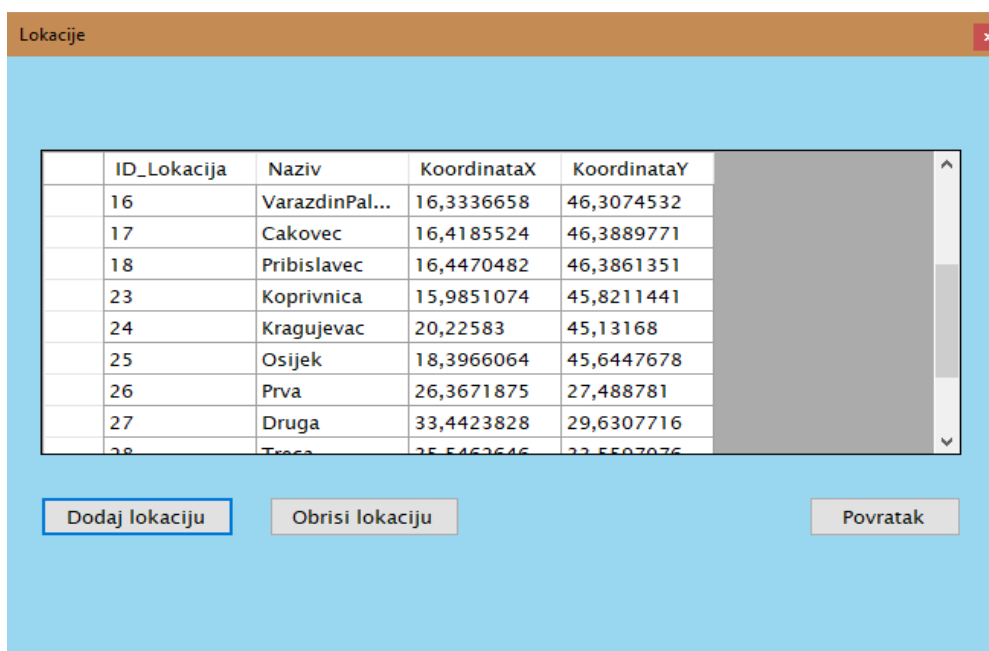 Lokacije
ID_Lokacija Naziv KoordinataX KoordinataY
16 VarazdinPal... 16,3336658 46,3074532
17 Cakovec 16,4185524 46,3889771
18 Pribislavec 16,4470482 46,3861351
23 Koprivnica 15,9851074 45,8211441
24 Kragujevac 20,22583 45,13168
25 Osijek 18,3966064 45,6447678
26 Prva 26,3671875 27,488781
27 Druga 33,4423828 29,6307716
Dodaj lokaciju Obrisi lokaciju Povratak